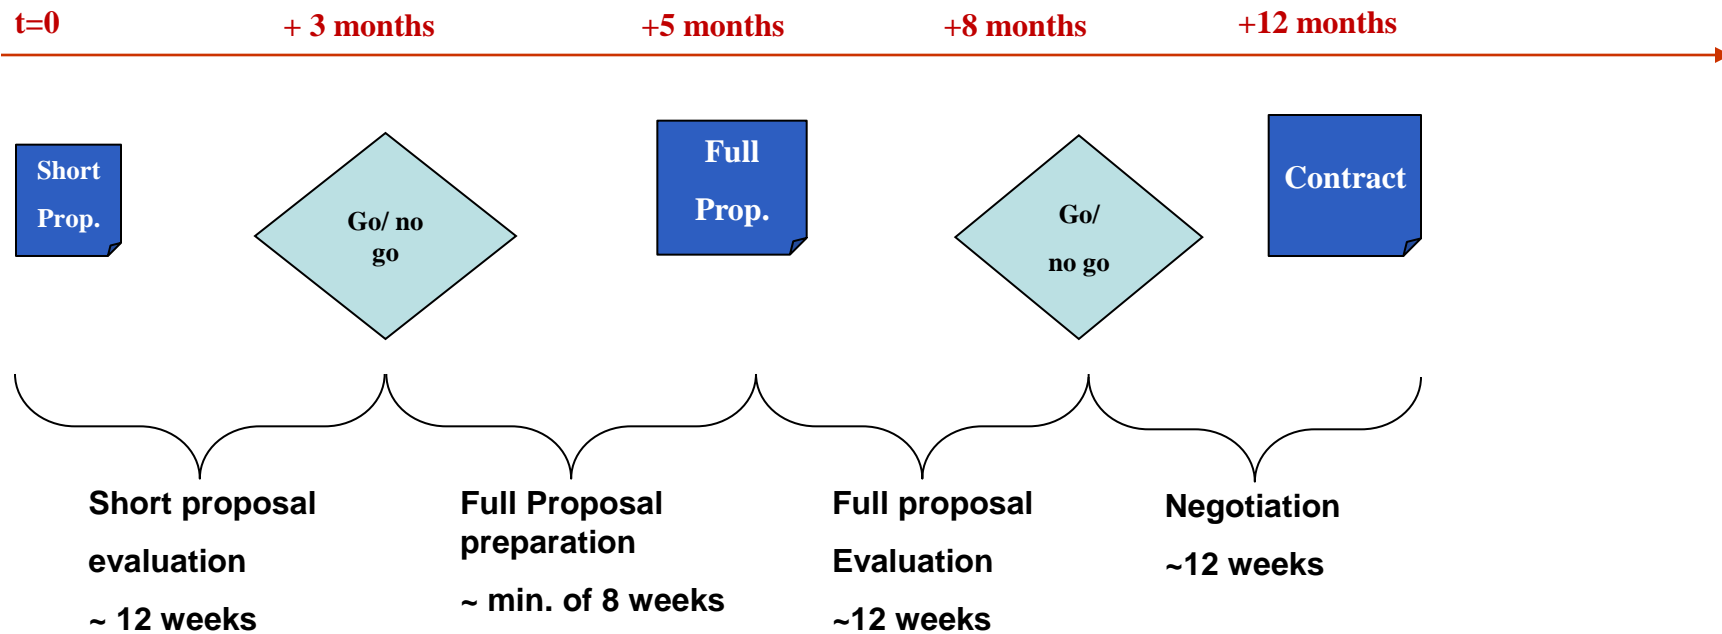 t=0
+ 3 months
+5 months
+8 months
+12 months
Short
Prop.
Go/ no
go
Full
Prop.
Go/
no go
Contract
Short proposal
evaluation
~ 12 weeks
Full Proposal
preparation
~ min. of 8 weeks
Full proposal
Evaluation
~12 weeks
Negotiation
~12 weeks